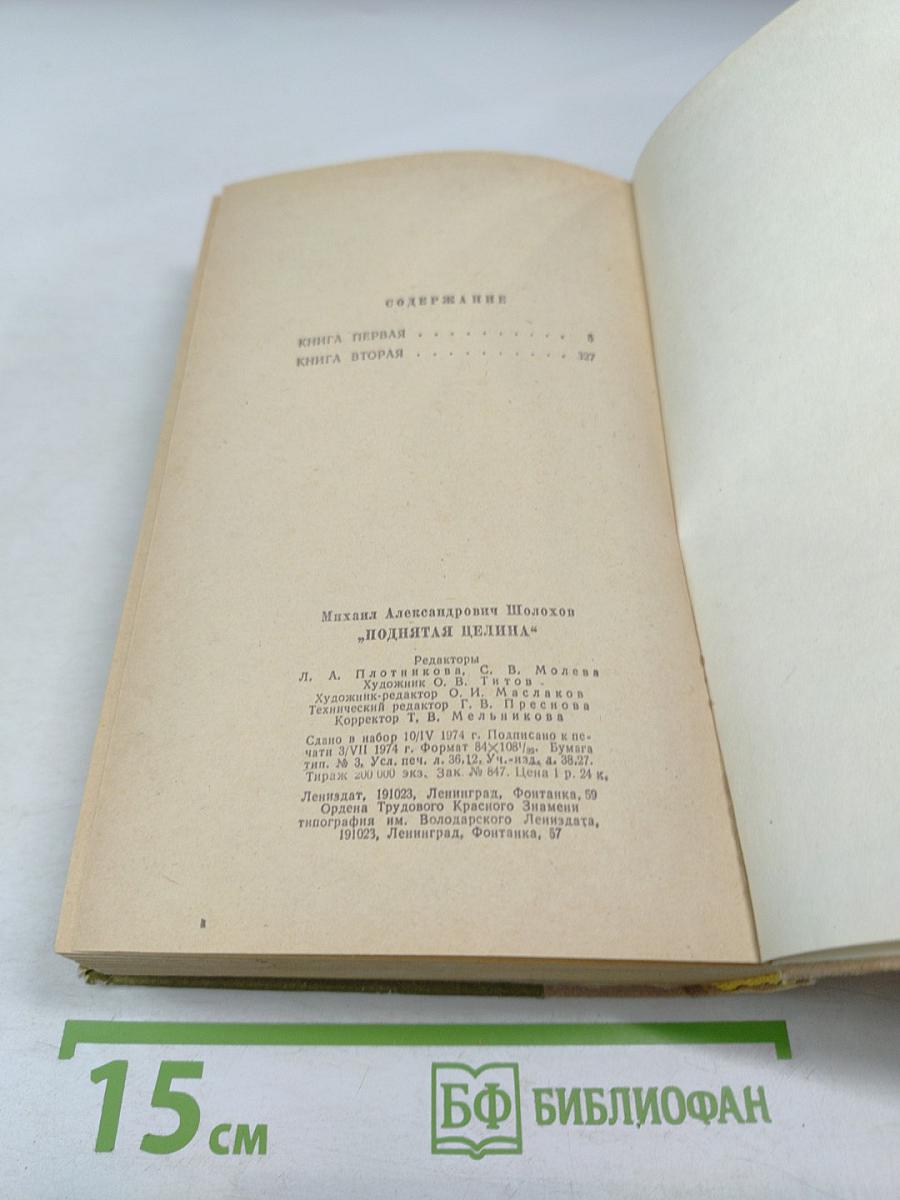 СОДЕРЖАНИЕ
КНИГА ПЕРВАЯ . . . . . . . . . . 5
КНИГА ВТОРАЯ . . . . . . . . . . 327
Михаил Александрович Шолохов
„ПОДНЯТАЯ ЦЕЛИНА“
Редакторы
Л. А. Плотникова, С. В. Молева
Художник О. В. Титов
Художник-редактор О. И. Маслаков
Технический редактор Г. В. Преснова
Корректор Т. В. Мельникова
Сдано в набор 10/IV 1974 г. Подписано к пе-
чати 3/VII 1974 г. Формат 84×108¹/₃₂. Бумага
тип. № 3. Усл. печ. л. 36,12. Уч.-изд. л. 38,27.
Тираж 200 000 экз. Зак. № 847. Цена 1 р. 24 к.
Лениздат, 191023, Ленинград, Фонтанка, 59
Ордена Трудового Красного Знамени
типография им. Володарского Лениздата,
191023, Ленинград, Фонтанка, 57
15 см
БФ БИБЛИОФАН